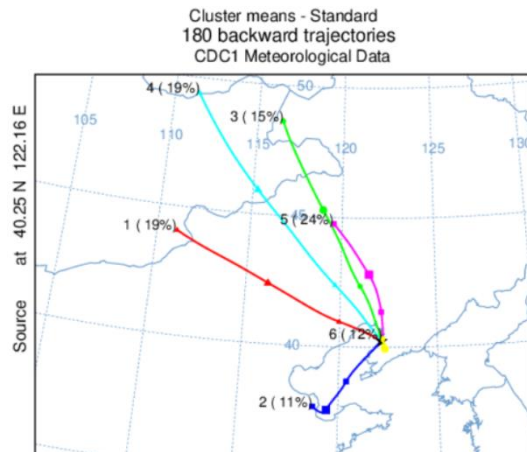 Cluster means - Standard
180 backward trajectories
CDC1 Meteorological Data
Source at 40.25 N 122.16 E
4 ( 19%)
50
3 ( 15%)
105
110
115
120
125
130
1 ( 19%)
5 ( 24%)
45
6 ( 12%)
40
2 ( 11%)